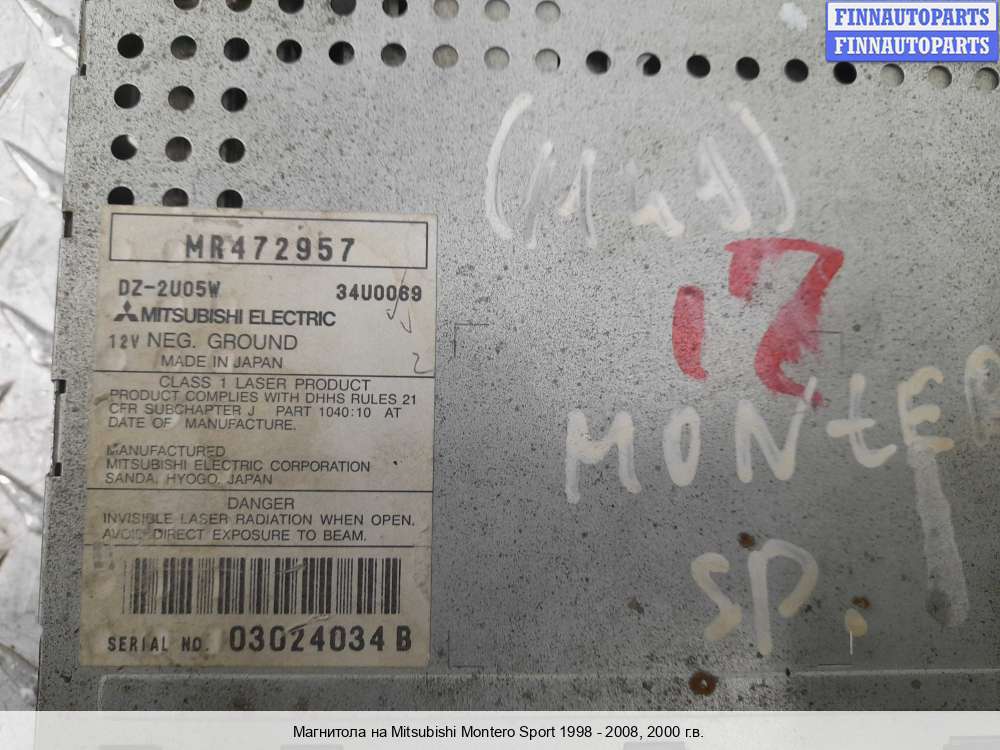 FINNAUTOPARTS
FINNAUTOPARTS
MR472957
DZ-2U05W
34U0069
MITSUBISHI ELECTRIC
12V NEG. GROUND
MADE IN JAPAN
CLASS 1 LASER PRODUCT
PRODUCT COMPLIES WITH DHHS RULES 21
CFR SUBCHAPTER J PART 1040:10 AT
DATE OF MANUFACTURE.
MANUFACTURED
MITSUBISHI ELECTRIC CORPORATION
SANDA, HYOGO, JAPAN
DANGER
INVISIBLE LASER RADIATION WHEN OPEN.
AVOID DIRECT EXPOSURE TO BEAM.
SERIAL NO. 03G24034 B
17
MONTER
SP.
Магнитола на Mitsubishi Montero Sport 1998 - 2008, 2000 г.в.